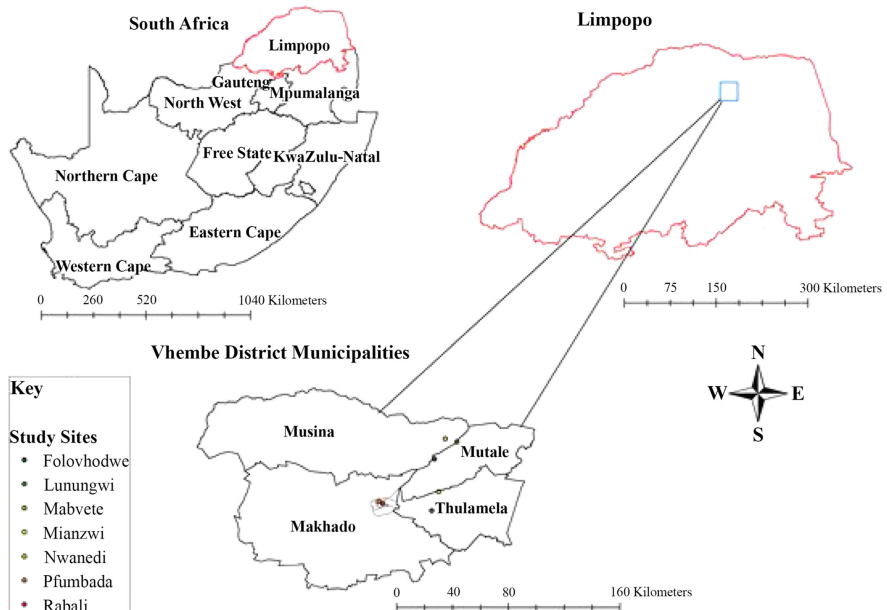 South Africa
Limpopo
Limpopo
Gauteng
North West
Mpumalanga
Free State
KwaZulu-Natal
Northern Cape
Eastern Cape
Western Cape
0 260 520 1040 Kilometers
0 75 150 300 Kilometers
Vhembe District Municipalities
N
W E
S
Musina
Mutale
Makhado
Thulamela
Key
Study Sites
Folovhodwe
Lunungwi
Mabvete
Mianzwi
Nwanedi
Pfumbada
Rabali
0 40 80 160 Kilometers